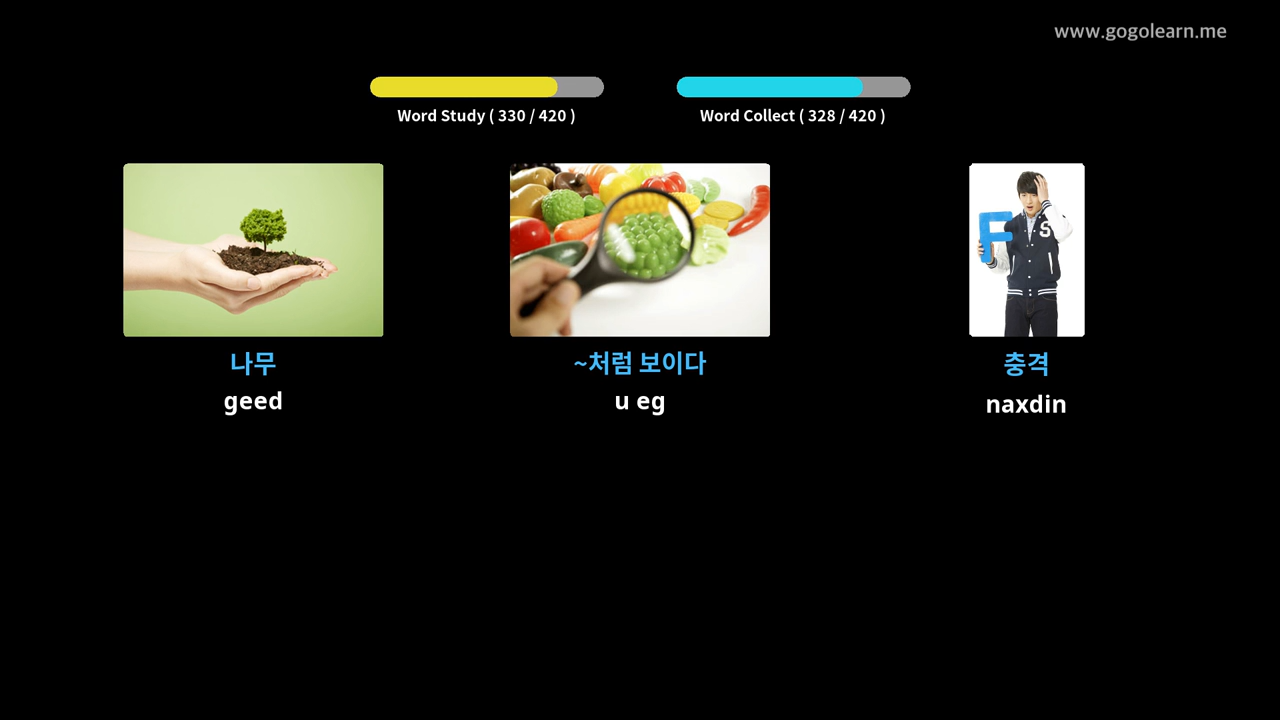 www.gogolearn.me
Word Study ( 330 / 420 )
Word Collect ( 328 / 420 )
F
S
나무
~처럼 보이다
충격
geed
u eg
naxdin